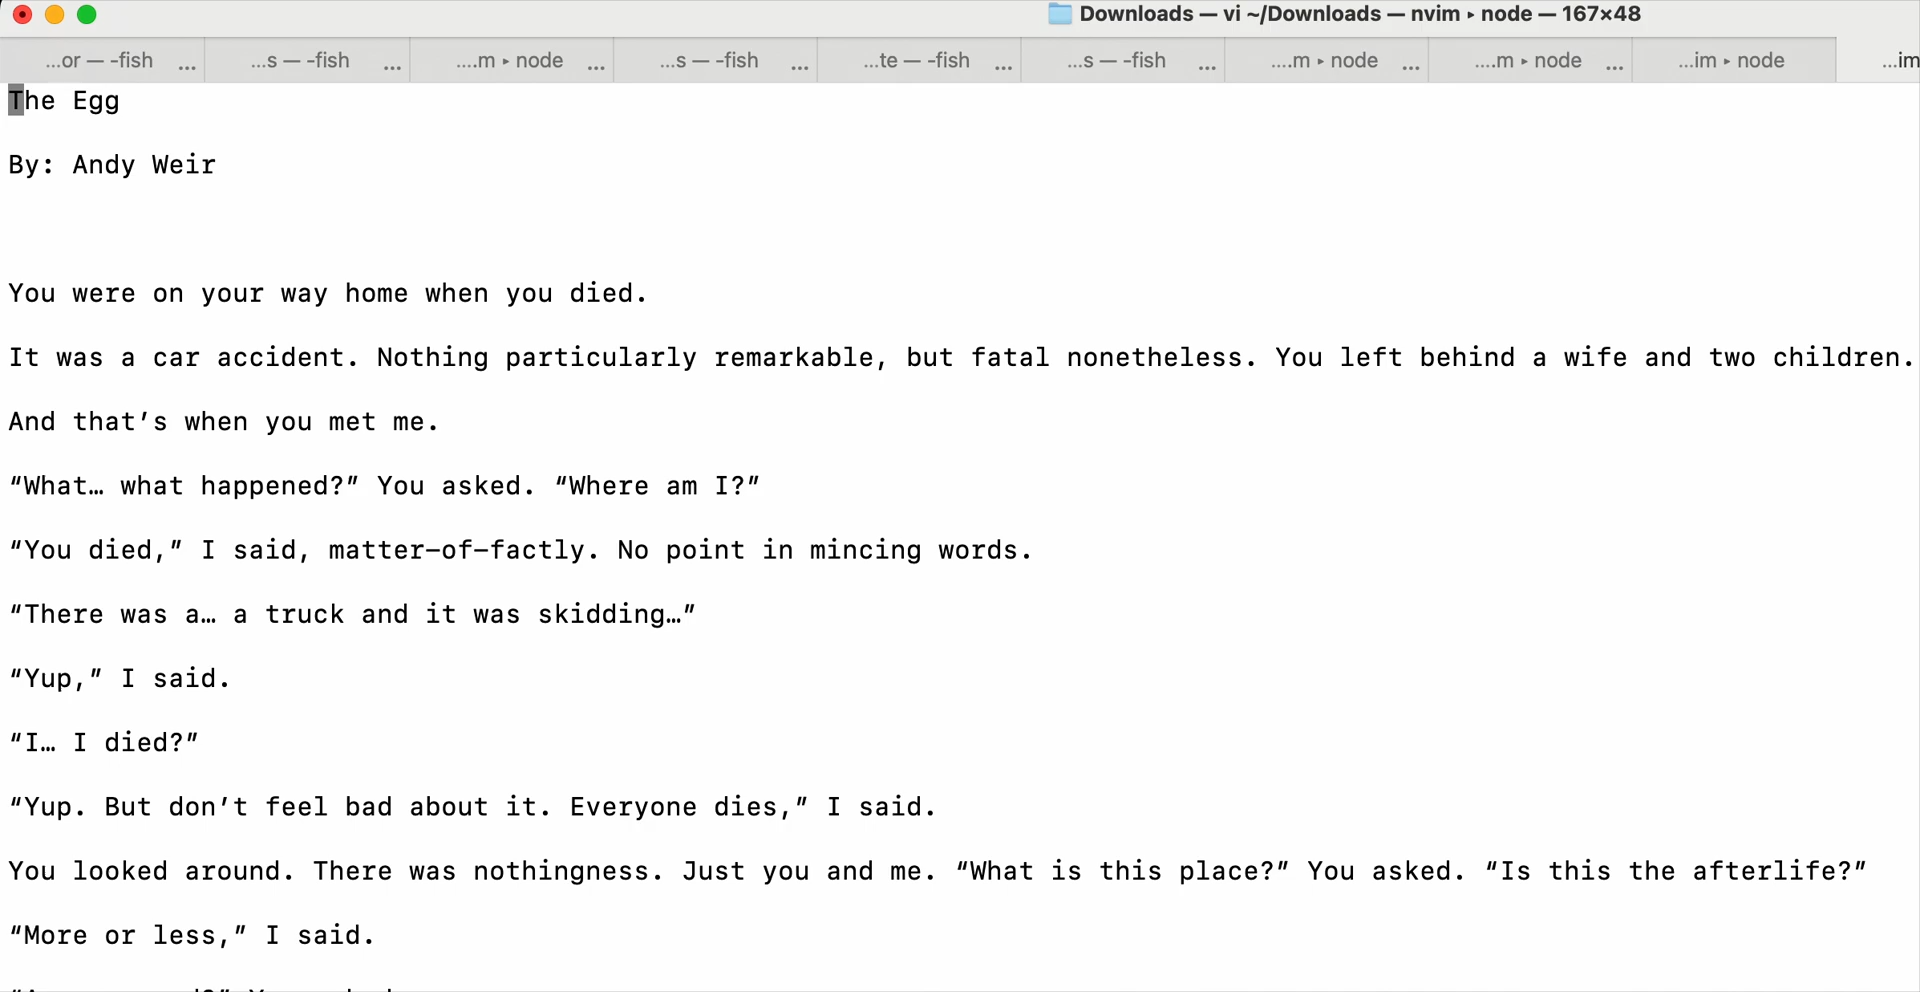 Downloads — vi ~/Downloads — nvim ▸ node — 167×48
...or — -fish ... ...s — -fish ... ....m ▸ node ... ...s — -fish ... ...te — -fish ... ...s — -fish ... ....m ▸ node ... ....m ▸ node ... ...im ▸ node ...im
The Egg
By: Andy Weir
You were on your way home when you died.
It was a car accident. Nothing particularly remarkable, but fatal nonetheless. You left behind a wife and two children.
And that’s when you met me.
“What… what happened?” You asked. “Where am I?”
“You died,” I said, matter-of-factly. No point in mincing words.
“There was a… a truck and it was skidding…”
“Yup,” I said.
“I… I died?”
“Yup. But don’t feel bad about it. Everyone dies,” I said.
You looked around. There was nothingness. Just you and me. “What is this place?” You asked. “Is this the afterlife?”
“More or less,” I said.